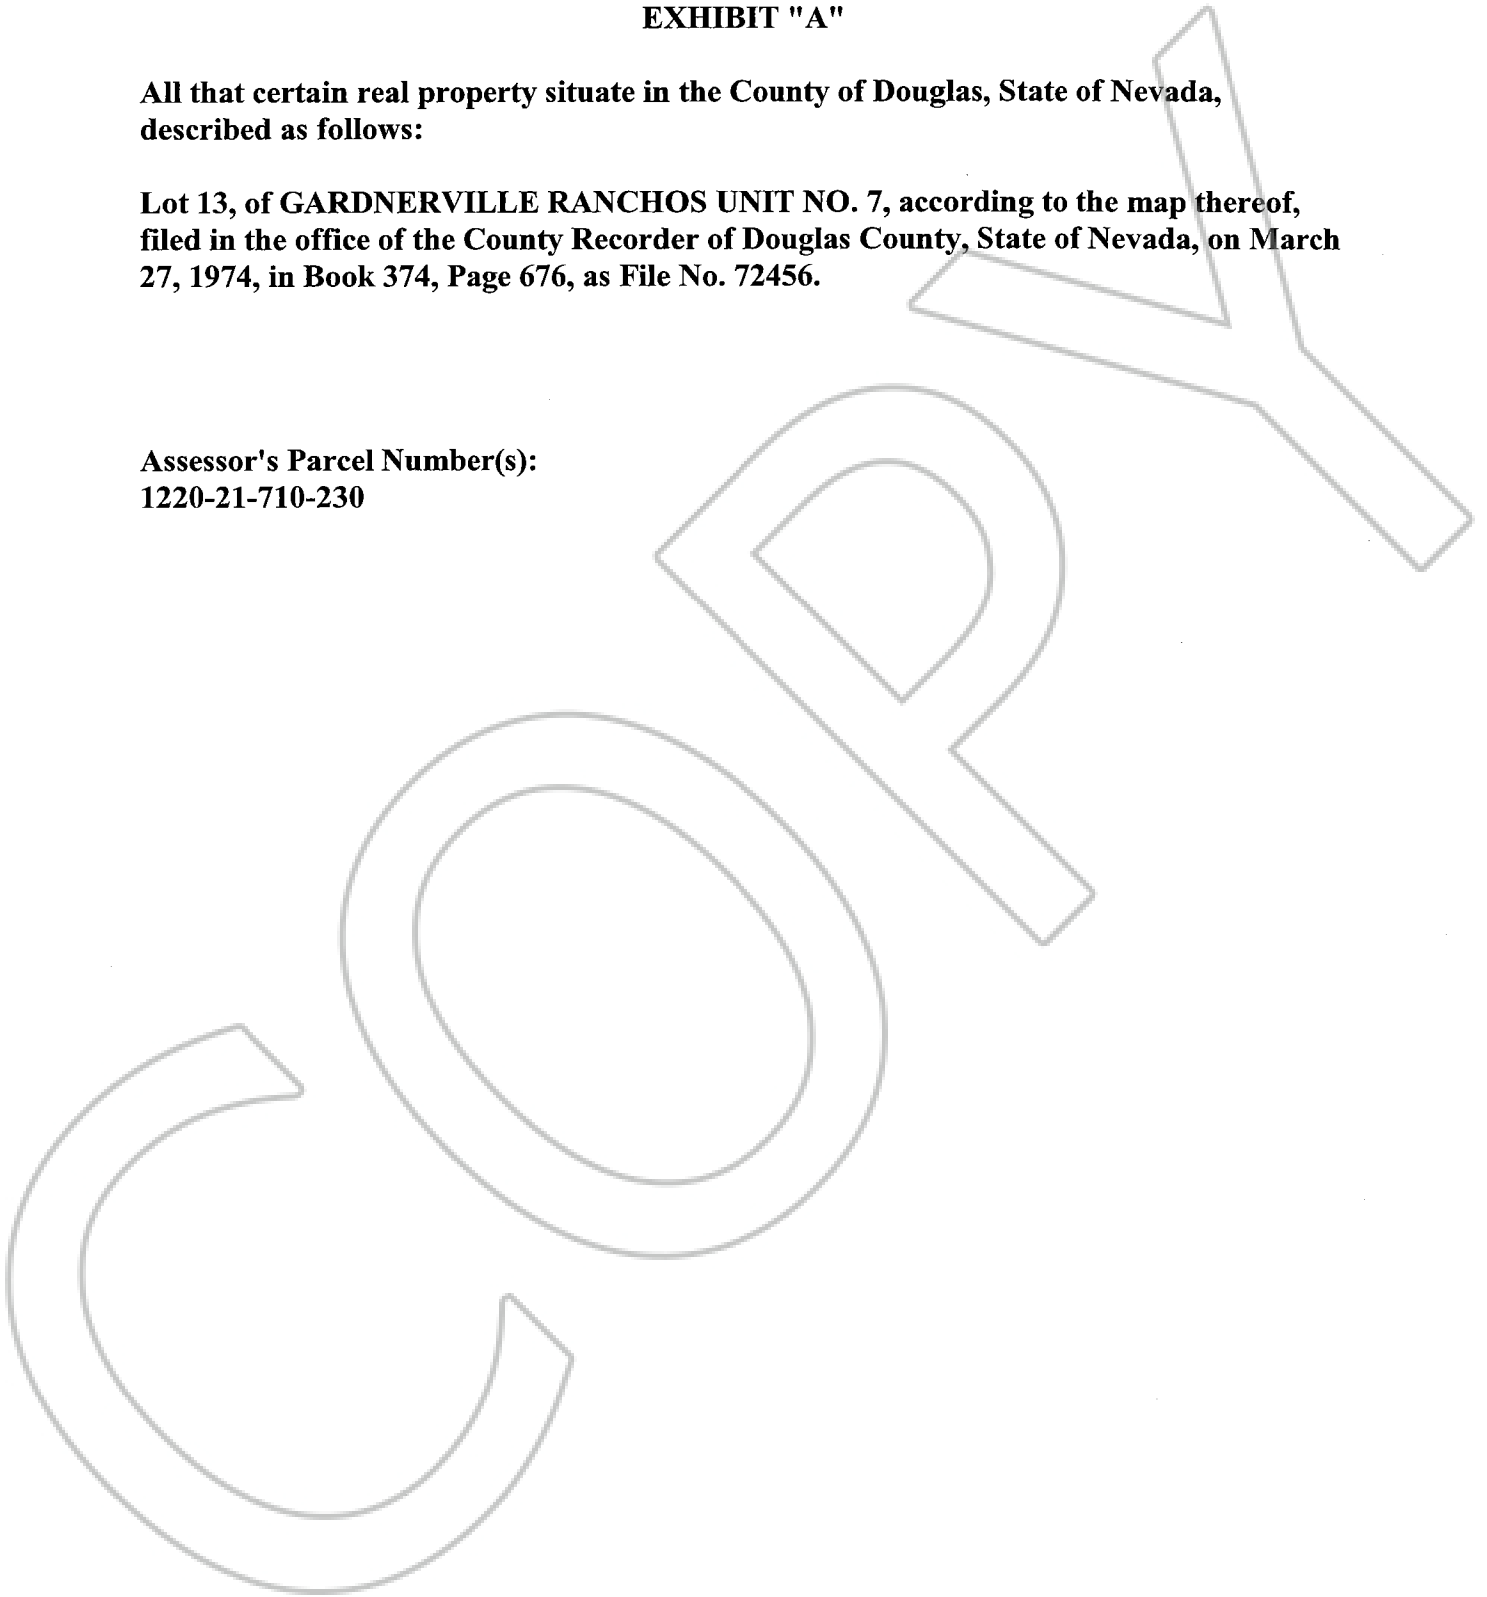 EXHIBIT "A"
All that certain real property situate in the County of Douglas, State of Nevada,
described as follows:
Lot 13, of GARDNERVILLE RANCHOS UNIT NO. 7, according to the map thereof,
filed in the office of the County Recorder of Douglas County, State of Nevada, on March
27, 1974, in Book 374, Page 676, as File No. 72456.
Assessor's Parcel Number(s):
1220-21-710-230
COPY